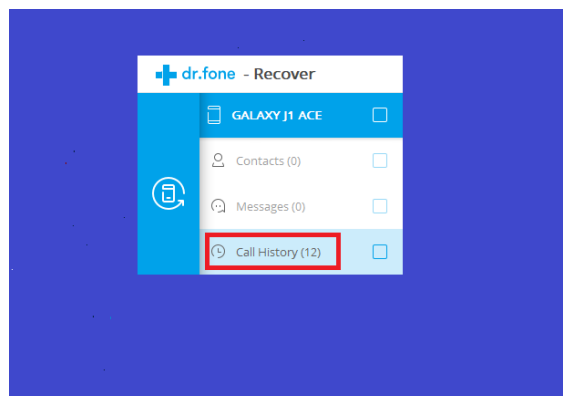 dr.fone - Recover
GALAXY J1 ACE
Contacts (0)
Messages (0)
Call History (12)